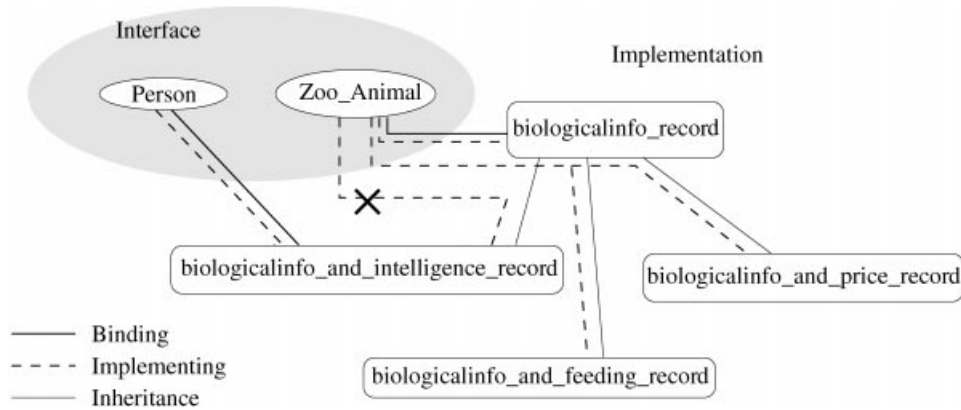 Interface
Implementation
Person
Zoo_Animal
biologicalinfo_record
biologicalinfo_and_intelligence_record
biologicalinfo_and_price_record
biologicalinfo_and_feeding_record
Binding
Implementing
Inheritance